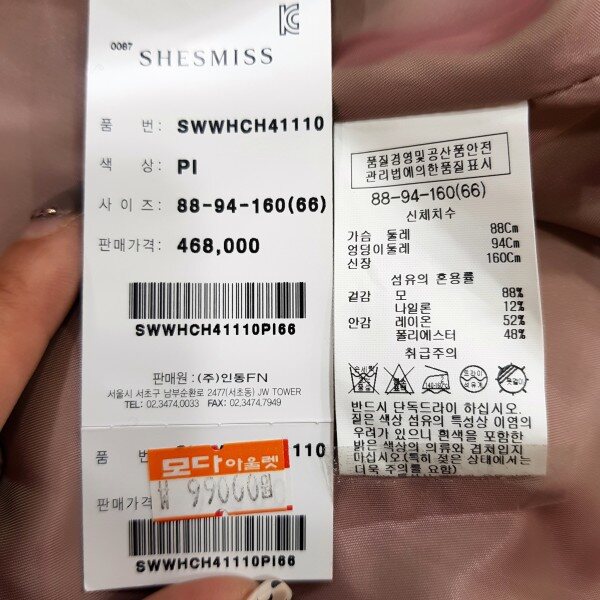 0087
SHESMISS
품 번: SWWHCH41110
색 상: PI
사 이 즈: 88-94-160(66)
판매가격: 468,000
SWWHCH41110PI66
판매원 : (주)인동FN
서울시 서초구 남부순환로 2477(서초동) JW TOWER
TEL: 02.3474.0033 FAX: 02.3474.7949
품 번 110
모다아울렛
판매가격 ₩ 99000원
SWWHCH41110PI66
품질경영및공산품안전
관리법에의한품질표시
88-94-160(66)
신체치수
가슴 둘레 88Cm
엉덩이둘레 94Cm
신장 160Cm
섬유의 혼용률
겉감 모 88%
나일론 12%
안감 레이온 52%
폴리에스터 48%
취급주의
반드시 단독드라이 하십시오.
짙은 색상 섬유의 특성상 이염의
우려가 있으니 흰색을 포함한
밝은 색상의 의류와 겹쳐입지
마십시오(특히 젖은 상태에서는
더욱 주의를 요함)